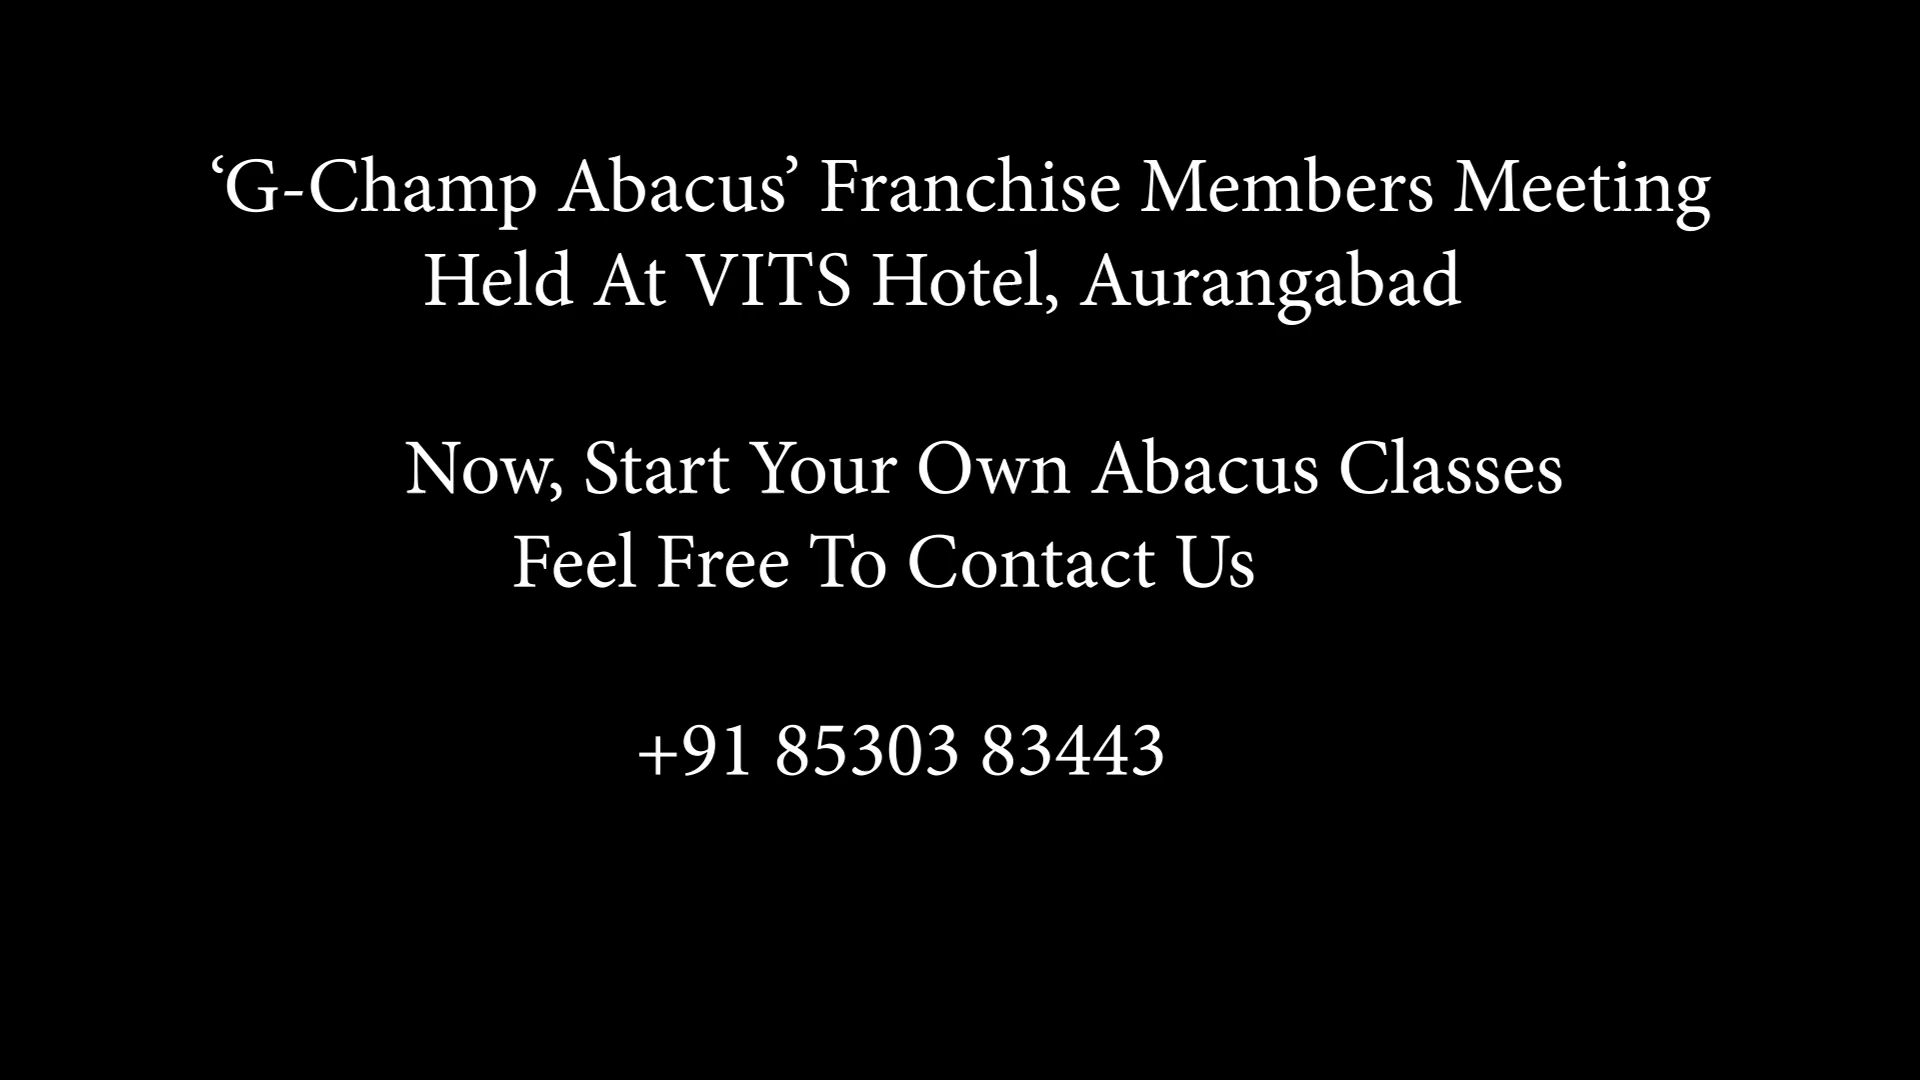 ‘G-Champ Abacus’ Franchise Members Meeting
Held At VITS Hotel, Aurangabad
Now, Start Your Own Abacus Classes
Feel Free To Contact Us
+91 85303 83443